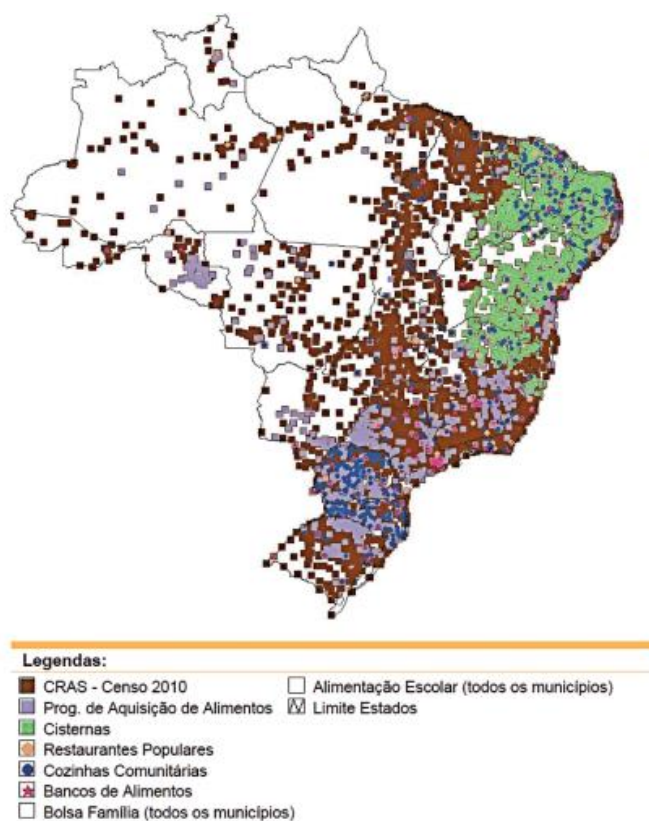 Legendas:
CRAS - Censo 2010
Prog. de Aquisição de Alimentos
Cisternas
Restaurantes Populares
Cozinhas Comunitárias
Bancos de Alimentos
Bolsa Família (todos os municípios)
Alimentação Escolar (todos os municípios)
Limite Estados